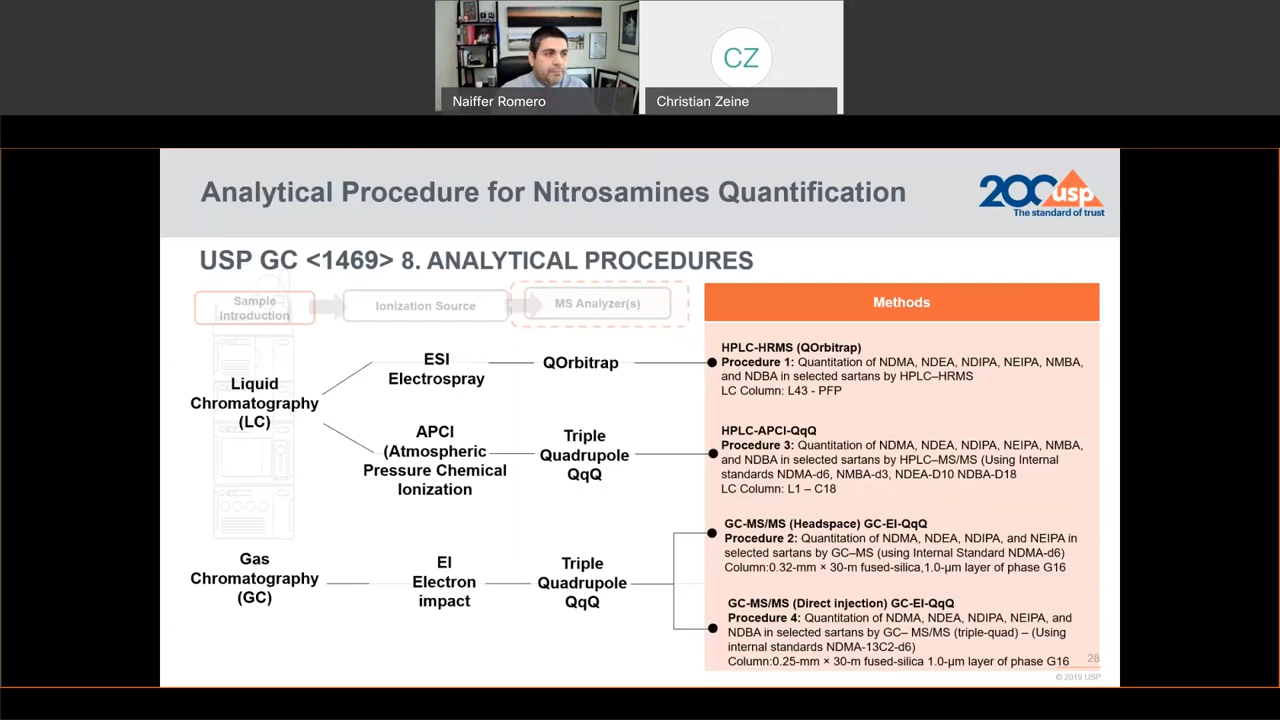 CZ
Naiffer Romero
Christian Zeine
Analytical Procedure for Nitrosamines Quantification
200 usp
The standard of trust
USP GC <1469> 8. ANALYTICAL PROCEDURES
Sample
Introduction
Ionization Source
MS Analyzer(s)
Liquid
Chromatography
(LC)
ESI
Electrospray
QOrbitrap
APCI
(Atmospheric
Pressure Chemical
Ionization
Triple
Quadrupole
QqQ
Gas
Chromatography
(GC)
EI
Electron
impact
Triple
Quadrupole
QqQ
Methods
HPLC-HRMS (QOrbitrap)
Procedure 1: Quantitation of NDMA, NDEA, NDIPA, NEIPA, NMBA,
and NDBA in selected sartans by HPLC–HRMS
LC Column: L43 - PFP
HPLC-APCI-QqQ
Procedure 3: Quantitation of NDMA, NDEA, NDIPA, NEIPA, NMBA,
and NDBA in selected sartans by HPLC–MS/MS (Using Internal
standards NDMA-d6, NMBA-d3, NDEA-D10 NDBA-D18
LC Column: L1 – C18
GC-MS/MS (Headspace) GC-EI-QqQ
Procedure 2: Quantitation of NDMA, NDEA, NDIPA, and NEIPA in
selected sartans by GC–MS (using Internal Standard NDMA-d6)
Column:0.32-mm × 30-m fused-silica,1.0-μm layer of phase G16
GC-MS/MS (Direct injection) GC-EI-QqQ
Procedure 4: Quantitation of NDMA, NDEA, NDIPA, NEIPA, and
NDBA in selected sartans by GC– MS/MS (triple-quad) – (Using
internal standards NDMA-13C2-d6)
Column:0.25-mm × 30-m fused-silica 1.0-μm layer of phase G16
28
© 2019 USP